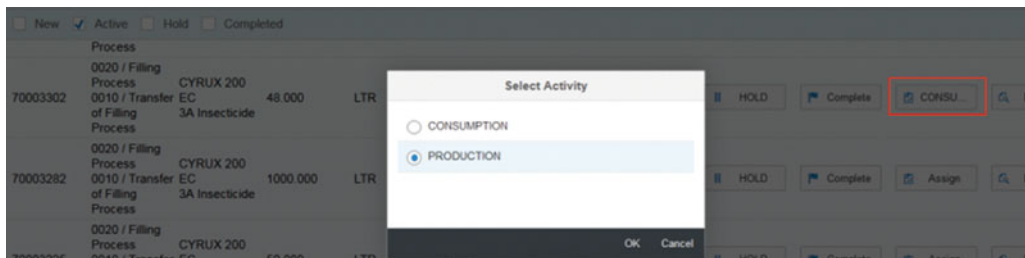 New Active Hold Completed
Process
0020 / Filling
Process CYRUX 200
70003302 0010 / Transfer EC 48.000 LTR HOLD Complete CONSU...
of Filling 3A Insecticide
Process
Select Activity
CONSUMPTION
PRODUCTION
OK Cancel
0020 / Filling
Process CYRUX 200
70003282 0010 / Transfer EC 1000.000 LTR HOLD Complete Assign
of Filling 3A Insecticide
Process
0020 / Filling
Process CYRUX 200